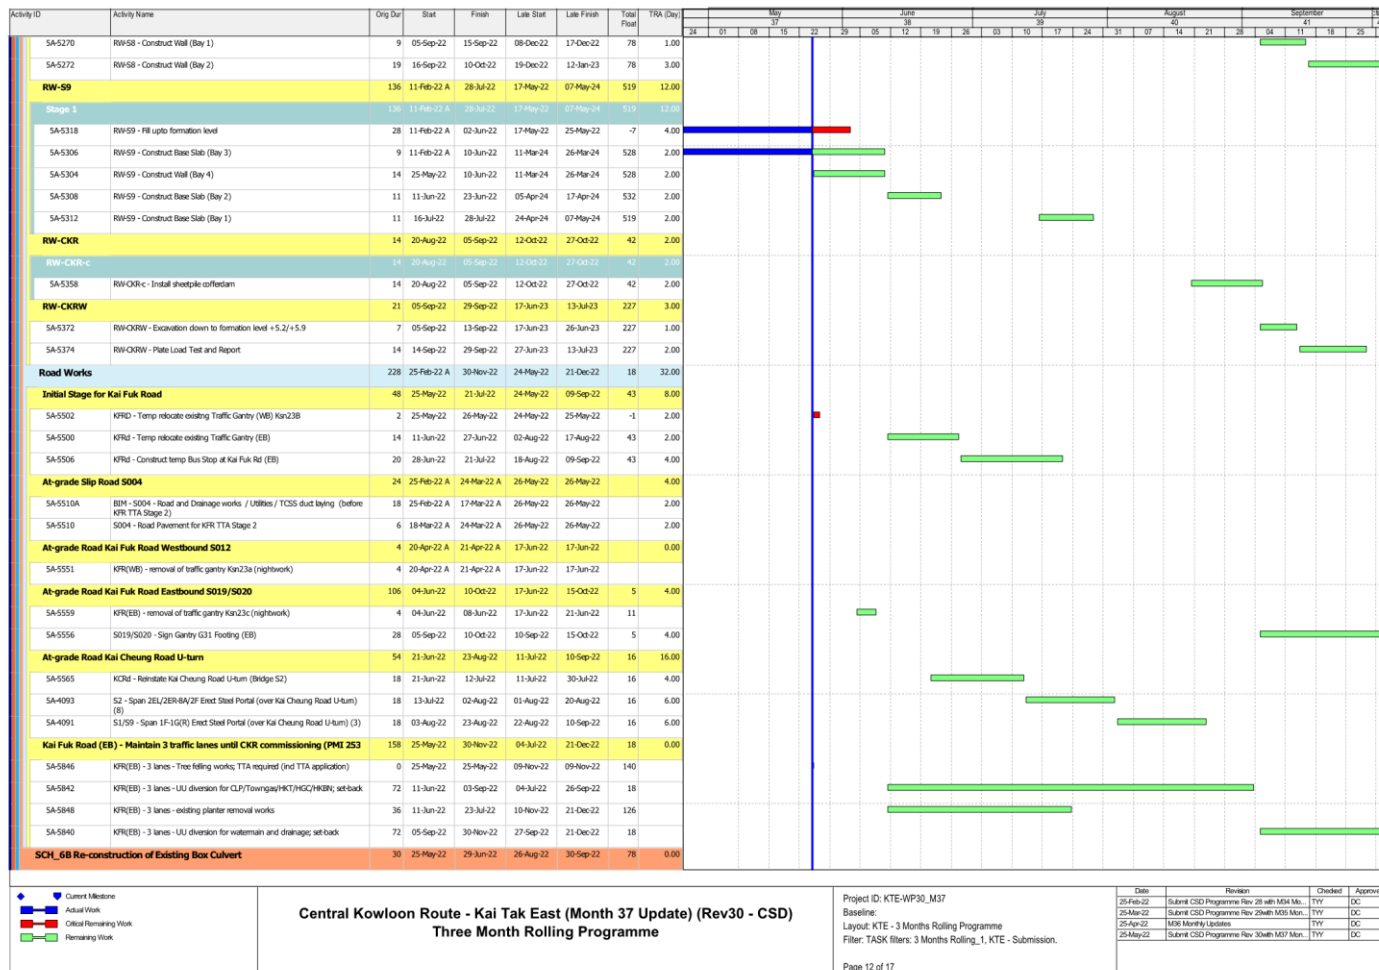 Activity ID Activity Name Orig Dur Start Finish Late Start Late Finish Total Float TRA (Day) May June July August September
37 38 39 40 41
24 01 08 15 22 29 05 12 19 26 03 10 17 24 31 07 14 21 28 04 11 18 25
5A-5270 RW-S8 - Construct Wall (Bay 1) 9 05-Sep-22 15-Sep-22 08-Dec-22 17-Dec-22 78 1.00
5A-5272 RW-S8 - Construct Wall (Bay 2) 19 16-Sep-22 10-Oct-22 19-Dec-22 12-Jan-23 78 3.00
RW-S9 136 11-Feb-22 A 28-Jul-22 17-May-22 07-May-24 519 12.00
Stage 1 136 11-Feb-22 A 28-Jul-22 17-May-22 07-May-24 519 12.00
5A-5318 RW-S9 - Fill upto formation level 28 11-Feb-22 A 02-Jun-22 17-May-22 25-May-22 -7 4.00
5A-5306 RW-S9 - Construct Base Slab (Bay 3) 9 11-Feb-22 A 10-Jun-22 11-Mar-24 26-Mar-24 528 2.00
5A-5304 RW-S9 - Construct Wall (Bay 4) 14 25-May-22 10-Jun-22 11-Mar-24 26-Mar-24 528 2.00
5A-5308 RW-S9 - Construct Base Slab (Bay 2) 11 11-Jun-22 23-Jun-22 05-Apr-24 17-Apr-24 532 2.00
5A-5312 RW-S9 - Construct Base Slab (Bay 1) 11 16-Jul-22 28-Jul-22 24-Apr-24 07-May-24 519 2.00
RW-CKR 14 20-Aug-22 05-Sep-22 12-Oct-22 27-Oct-22 42 2.00
RW-CKR-c 14 20-Aug-22 05-Sep-22 12-Oct-22 27-Oct-22 42 2.00
5A-5358 RW-CKR-c - Install sheetpile cofferdam 14 20-Aug-22 05-Sep-22 12-Oct-22 27-Oct-22 42 2.00
RW-CKRW 21 05-Sep-22 29-Sep-22 17-Jun-23 13-Jul-23 227 3.00
5A-5372 RW-CKRW - Excavation down to formation level +5.2/+5.9 7 05-Sep-22 13-Sep-22 17-Jun-23 26-Jun-23 227 1.00
5A-5374 RW-CKRW - Plate Load Test and Report 14 14-Sep-22 29-Sep-22 27-Jun-23 13-Jul-23 227 2.00
Road Works 228 25-Feb-22 A 30-Nov-22 24-May-22 21-Dec-22 18 32.00
Initial Stage for Kai Fuk Road 48 25-May-22 21-Jul-22 24-May-22 09-Sep-22 43 8.00
5A-5502 KFRD - Temp relocate existng Traffic Gantry (WB) Ksn23B 2 25-May-22 26-May-22 24-May-22 25-May-22 -1 2.00
5A-5500 KFRd - Temp relocate existing Traffic Gantry (EB) 14 11-Jun-22 27-Jun-22 02-Aug-22 17-Aug-22 43 2.00
5A-5506 KFRd - Construct temp Bus Stop at Kai Fuk Rd (EB) 20 28-Jun-22 21-Jul-22 18-Aug-22 09-Sep-22 43 4.00
At-grade Slip Road S004 24 25-Feb-22 A 24-Mar-22 A 26-May-22 26-May-22 4.00
5A-5510A BIM - S004 - Road and Drainage works / Utilities / TCSS duct laying (before 18 25-Feb-22 A 17-Mar-22 A 26-May-22 26-May-22 2.00
KFR TTA Stage 2)
5A-5510 S004 - Road Pavement for KFR TTA Stage 2 6 18-Mar-22 A 24-Mar-22 A 26-May-22 26-May-22 2.00
At-grade Road Kai Fuk Road Westbound S012 4 20-Apr-22 A 21-Apr-22 A 17-Jun-22 17-Jun-22 0.00
5A-5551 KFR(WB) - removal of traffic gantry Ksn23a (nightwork) 4 20-Apr-22 A 21-Apr-22 A 17-Jun-22 17-Jun-22
At-grade Road Kai Fuk Road Eastbound S019/S020 106 04-Jun-22 10-Oct-22 17-Jun-22 15-Oct-22 5 4.00
5A-5559 KFR(EB) - removal of traffic gantry Ksn23c (nightwork) 4 04-Jun-22 08-Jun-22 17-Jun-22 21-Jun-22 11
5A-5556 S019/S020 - Sign Gantry G31 Footing (EB) 28 05-Sep-22 10-Oct-22 10-Sep-22 15-Oct-22 5 4.00
At-grade Road Kai Cheung Road U-turn 54 21-Jun-22 23-Aug-22 11-Jul-22 10-Sep-22 16 16.00
5A-5565 KCRd - Reinstate Kai Cheung Road U-turn (Bridge S2) 18 21-Jun-22 12-Jul-22 11-Jul-22 30-Jul-22 16 4.00
5A-4093 S2 - Span 2EL/2ER-8A/2F Erect Steel Portal (over Kai Cheung Road U-turn) 18 13-Jul-22 02-Aug-22 01-Aug-22 20-Aug-22 16 6.00
(8)
5A-4091 S1/S9 - Span 1F-1G(R) Erect Steel Portal (over Kai Cheung Road U-turn) (3) 18 03-Aug-22 23-Aug-22 22-Aug-22 10-Sep-22 16 6.00
Kai Fuk Road (EB) - Maintain 3 traffic lanes until CKR commissioning (PMI 253 158 25-May-22 30-Nov-22 04-Jul-22 21-Dec-22 18 0.00
5A-5846 KFR(EB) - 3 lanes - Tree felling works; TTA required (incl TTA application) 0 25-May-22 25-May-22 09-Nov-22 09-Nov-22 140
5A-5842 KFR(EB) - 3 lanes - UU diversion for CLP/Towngas/HKT/HGC/HKBN; set-back 72 11-Jun-22 03-Sep-22 04-Jul-22 26-Sep-22 18
5A-5848 KFR(EB) - 3 lanes - existing planter removal works 36 11-Jun-22 23-Jul-22 10-Nov-22 21-Dec-22 126
5A-5840 KFR(EB) - 3 lanes - UU diversion for watermain and drainage; set-back 72 05-Sep-22 30-Nov-22 27-Sep-22 21-Dec-22 18
SCH_6B Re-construction of Existing Box Culvert 30 25-May-22 29-Jun-22 26-Aug-22 30-Sep-22 78 0.00
Current Milestone
Actual Work
Critical Remaining Work
Remaining Work
Central Kowloon Route - Kai Tak East (Month 37 Update) (Rev30 - CSD)
Three Month Rolling Programme
Project ID: KTE-WP30_M37
Baseline:
Layout: KTE - 3 Months Rolling Programme
Filter: TASK filters: 3 Months Rolling_1, KTE - Submission.
Page 12 of 17
Date Revision Checked Approve
25-Feb-22 Submit CSD Programme Rev 28 with M34 Mo... TYY DC
25-Mar-22 Submit CSD Programme Rev 29with M35 Mon... TYY DC
25-Apr-22 M36 Monthly Updates TYY DC
25-May-22 Submit CSD Programme Rev 30with M37 Mon... TYY DC